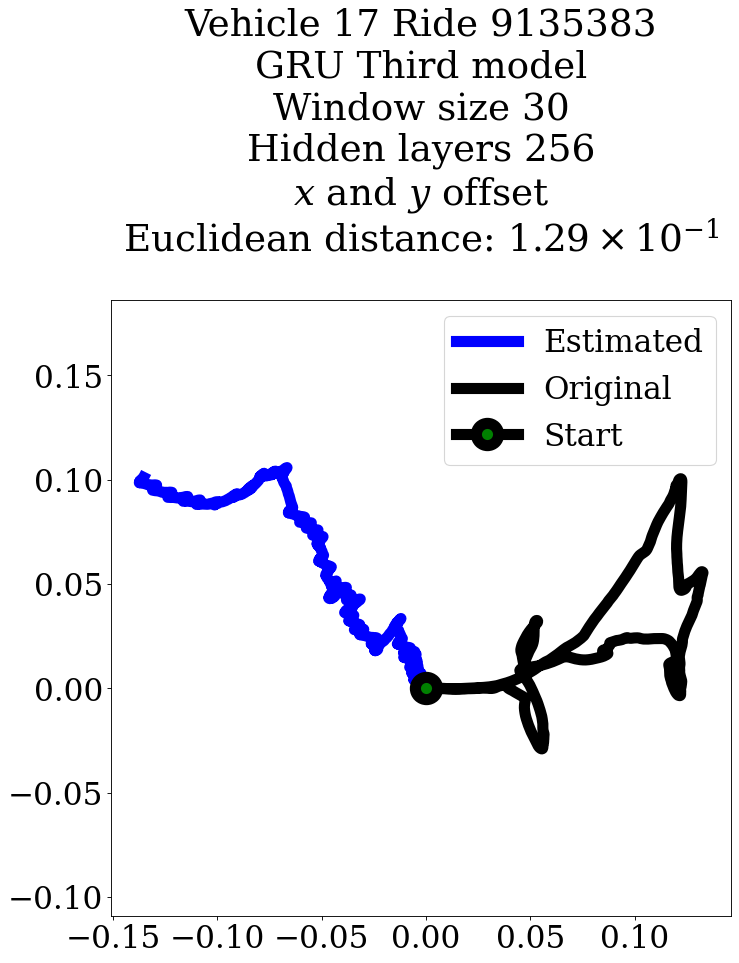 Vehicle 17 Ride 9135383
GRU Third model
Window size 30
Hidden layers 256
x and y offset
Euclidean distance: 1.29 × 10⁻¹
Estimated
Original
Start
0.15
0.10
0.05
0.00
−0.05
−0.10
−0.15 −0.10 −0.05 0.00 0.05 0.10